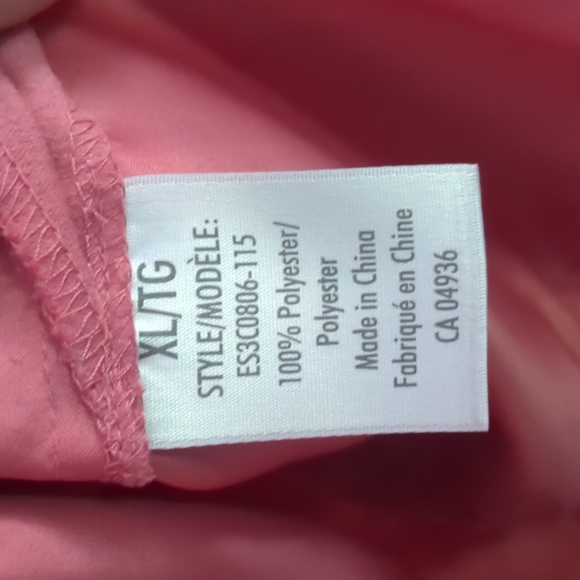 XL/TG
STYLE/MODÈLE:
ES3C0806-115
100% Polyester/
Polyester
Made in China
Fabriqué en Chine
CA 04936